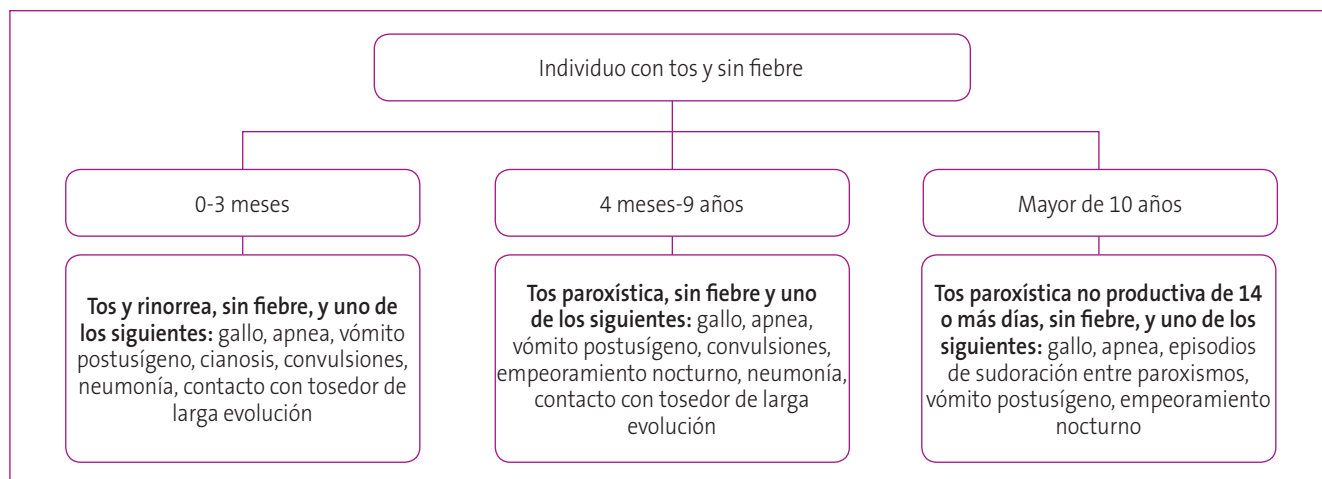 Individuo con tos y sin fiebre
0-3 meses
4 meses-9 años
Mayor de 10 años
Tos y rinorrea, sin fiebre, y uno de
los siguientes: gallo, apnea, vómito
postusígeno, cianosis, convulsiones,
neumonía, contacto con tosedor de
larga evolución
Tos paroxística, sin fiebre y uno
de los siguientes: gallo, apnea,
vómito postusígeno, convulsiones,
empeoramiento nocturno, neumonía,
contacto con tosedor de larga
evolución
Tos paroxística no productiva de 14
o más días, sin fiebre, y uno de los
siguientes: gallo, apnea, episodios
de sudoración entre paroxismos,
vómito postusígeno, empeoramiento
nocturno